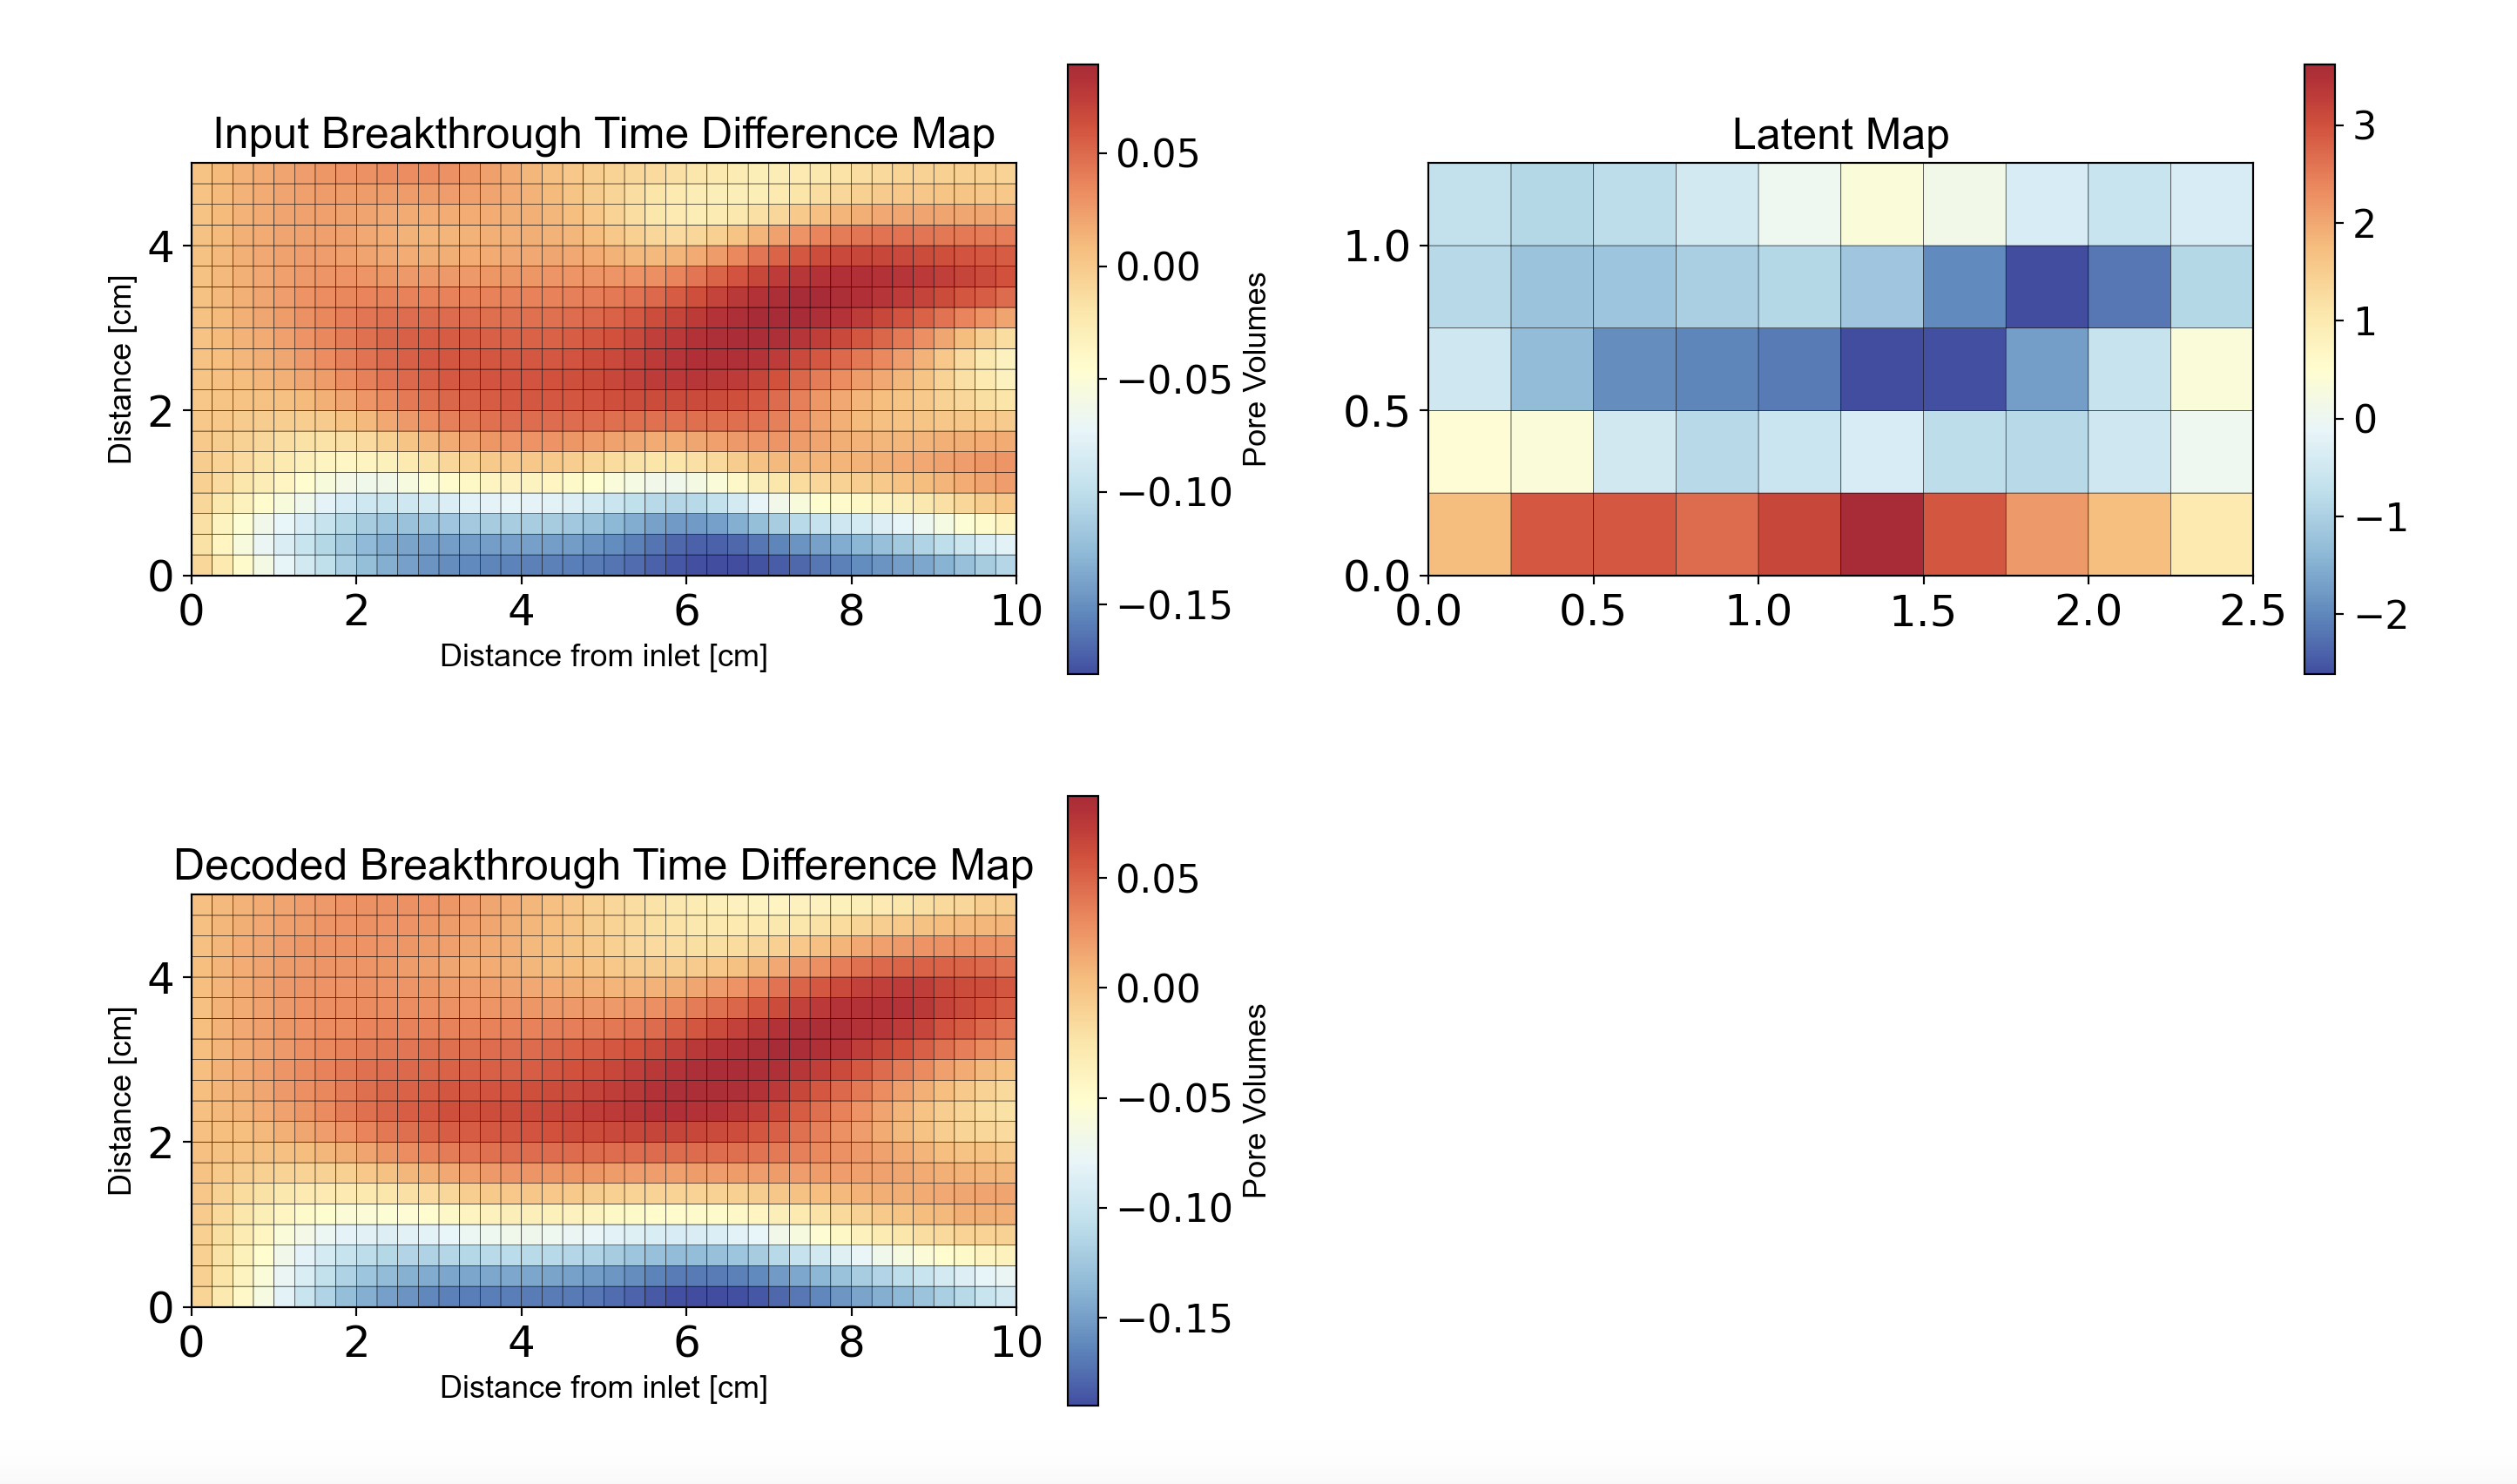 Input Breakthrough Time Difference Map
Distance [cm]
4
2
0
0 2 4 6 8 10
Distance from inlet [cm]
0.05
0.00
−0.05
−0.10
−0.15
Pore Volumes
Latent Map
1.0
0.5
0.0
0.0 0.5 1.0 1.5 2.0 2.5
3
2
1
0
−1
−2
Decoded Breakthrough Time Difference Map
Distance [cm]
4
2
0
0 2 4 6 8 10
Distance from inlet [cm]
0.05
0.00
−0.05
−0.10
−0.15
Pore Volumes